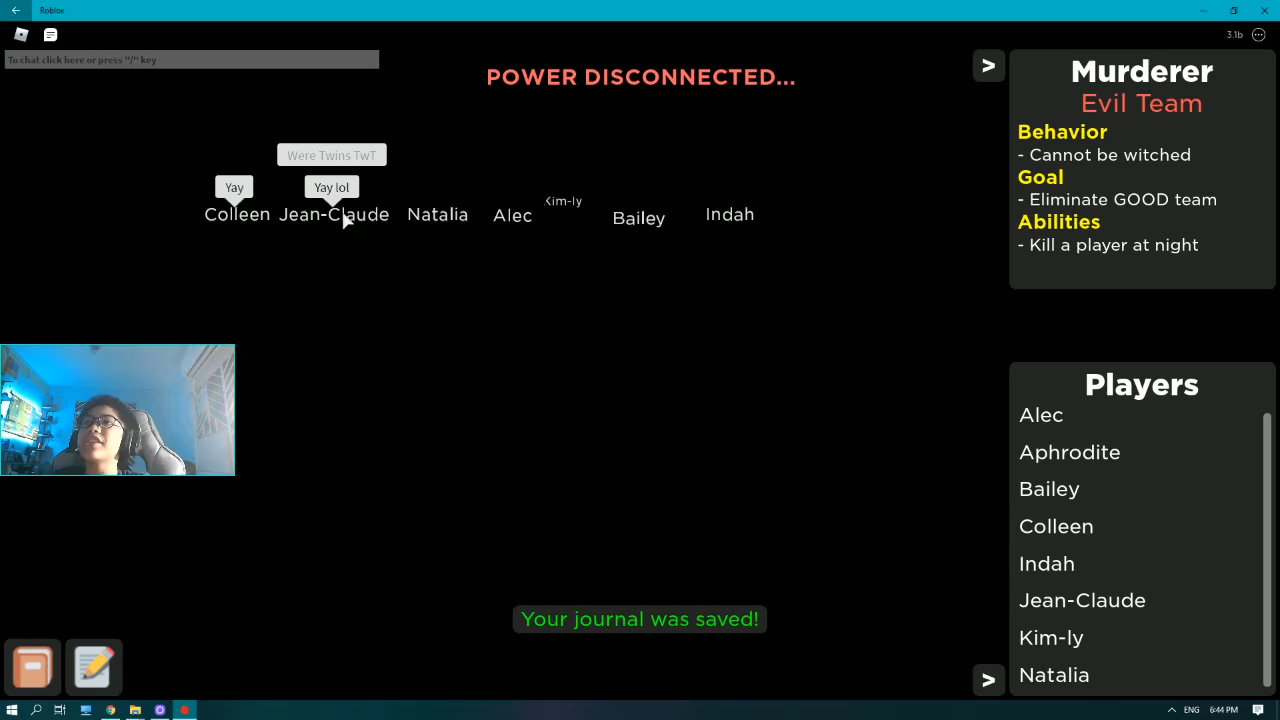 Roblox
3.1b
To chat click here or press "/" key
POWER DISCONNECTED...
>
Murderer
Evil Team
Behavior
- Cannot be witched
Goal
- Eliminate GOOD team
Abilities
- Kill a player at night
Were Twins TwT
Yay
Yay lol
Colleen
Jean-Claude
Natalia
Alec
Kim-ly
Bailey
Indah
Players
Alec
Aphrodite
Bailey
Colleen
Indah
Jean-Claude
Kim-ly
Natalia
Your journal was saved!
>
ENG
6:44 PM